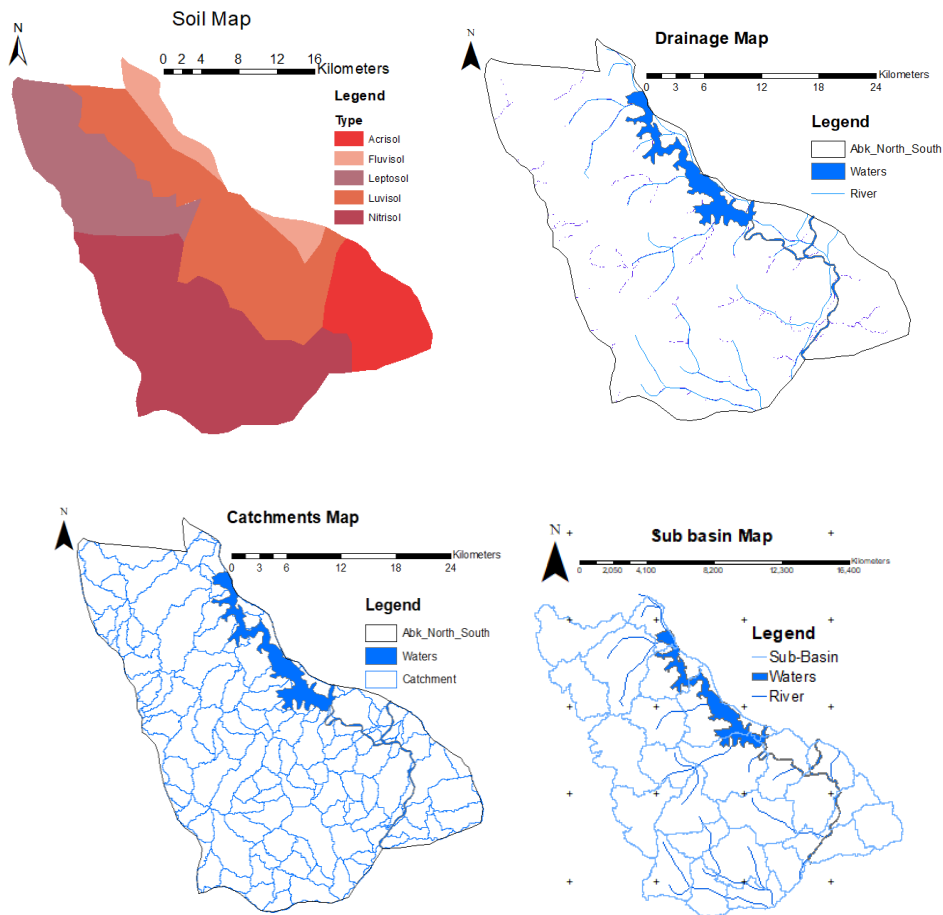 Soil Map
N
0 2 4 8 12 16
Kilometers
Legend
Type
Acrisol
Fluvisol
Leptosol
Luvisol
Nitrisol
Drainage Map
N
Kilometers
0 3 6 12 18 24
Legend
Abk_North_South
Waters
River
Catchments Map
N
Kilometers
0 3 6 12 18 24
Legend
Abk_North_South
Waters
Catchment
Sub basin Map
N
Kilometers
0 2,050 4,100 8,200 12,300 16,400
Legend
Sub-Basin
Waters
River